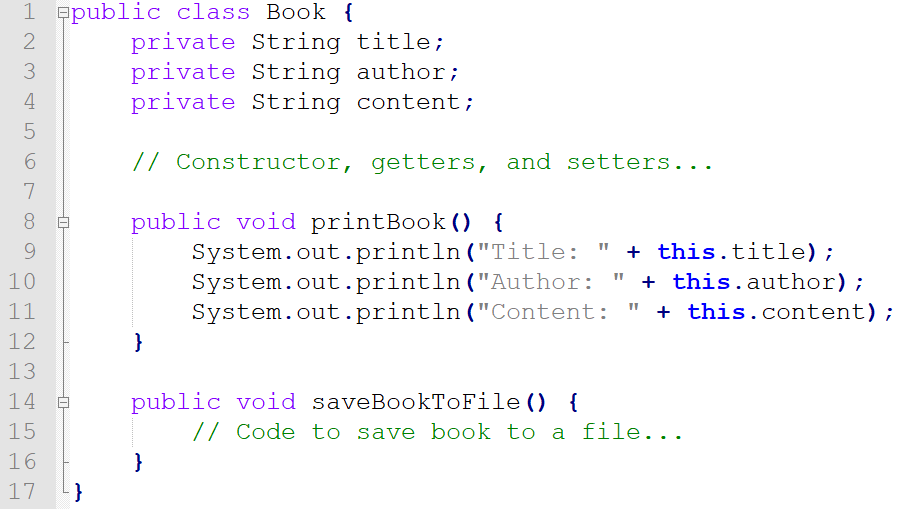 1 public class Book {
2     private String title;
3     private String author;
4     private String content;
5
6     // Constructor, getters, and setters...
7
8     public void printBook() {
9         System.out.println("Title: " + this.title);
10         System.out.println("Author: " + this.author);
11         System.out.println("Content: " + this.content);
12     }
13
14     public void saveBookToFile() {
15         // Code to save book to a file...
16     }
17 }